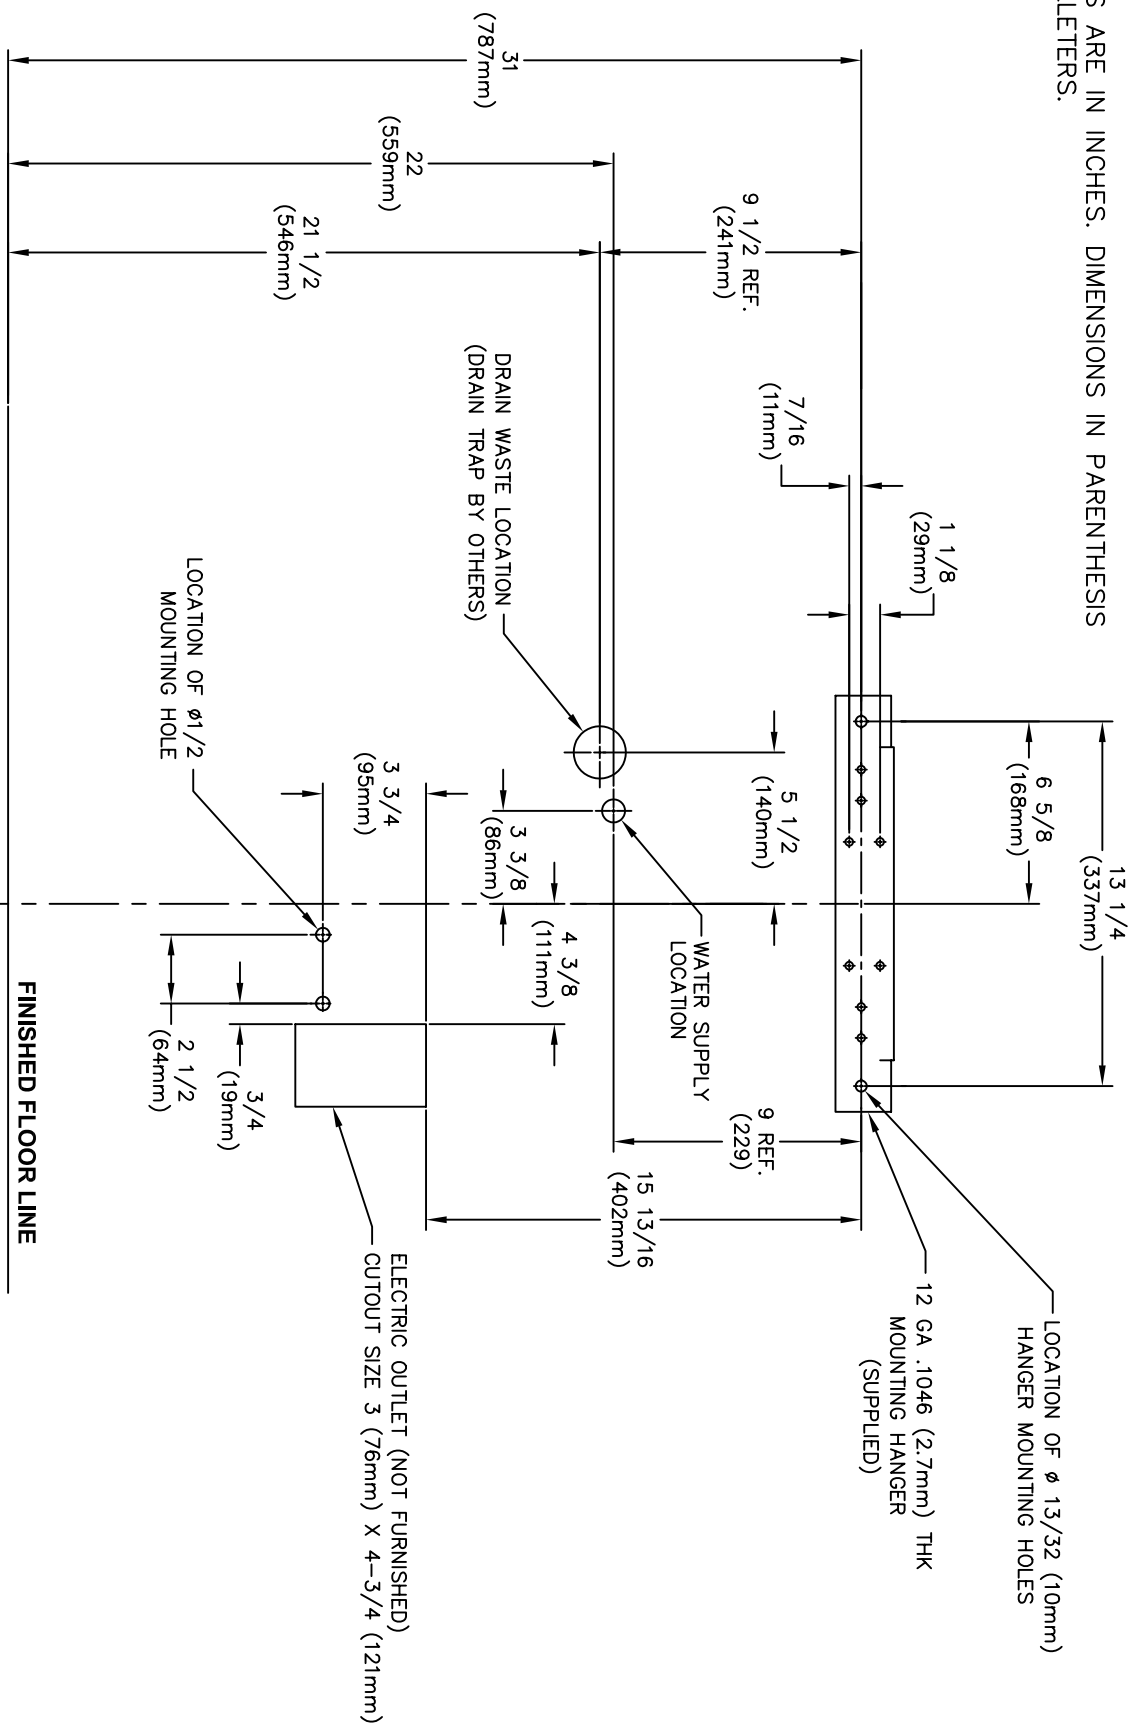 S ARE IN INCHES. DIMENSIONS IN PARENTHESIS
LLETERS.
13 1/4
(337mm)
6 5/8
(168mm)
LOCATION OF ø 13/32 (10mm)
HANGER MOUNTING HOLES
1 1/8
(29mm)
12 GA .1046 (2.7mm) THK
MOUNTING HANGER
(SUPPLIED)
7/16
(11mm)
9 1/2 REF.
(241mm)
5 1/2
(140mm)
9 REF.
(229)
WATER SUPPLY
LOCATION
15 13/16
(402mm)
31
(787mm)
DRAIN WASTE LOCATION
(DRAIN TRAP BY OTHERS)
3 3/8
(86mm)
4 3/8
(111mm)
22
(559mm)
3 3/4
(95mm)
ELECTRIC OUTLET (NOT FURNISHED)
CUTOUT SIZE 3 (76mm) X 4-3/4 (121mm)
21 1/2
(546mm)
3/4
(19mm)
LOCATION OF ø1/2
MOUNTING HOLE
2 1/2
(64mm)
FINISHED FLOOR LINE